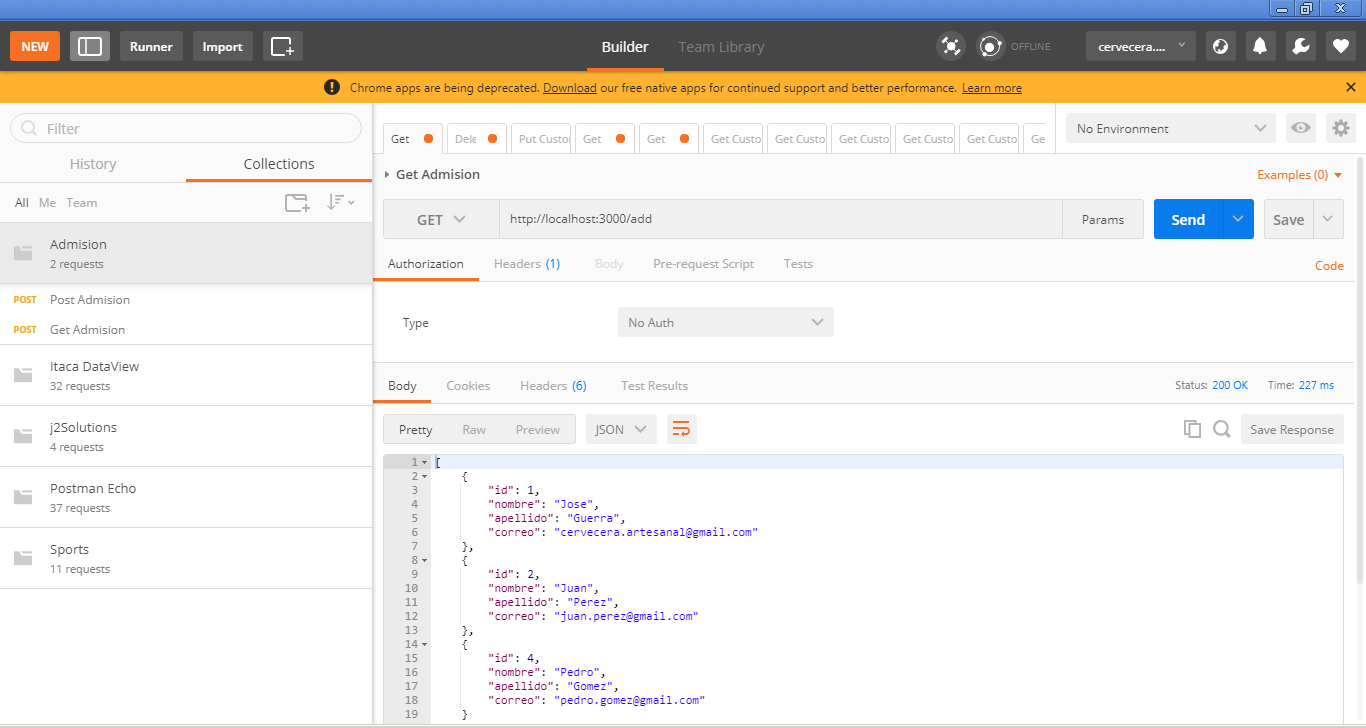 NEW Runner Import Builder Team Library OFFLINE cervecera....
Chrome apps are being deprecated. Download our free native apps for continued support and better performance. Learn more
Filter
History Collections
All Me Team
Admision
2 requests
POST Post Admision
POST Get Admision
Itaca DataView
32 requests
j2Solutions
4 requests
Postman Echo
37 requests
Sports
11 requests
Get Dele Put Custo Get Get Get Custo Get Custo Get Custo Get Custo Get Custo Ge
No Environment
Get Admision Examples (0)
GET http://localhost:3000/add Params Send Save
Authorization Headers (1) Body Pre-request Script Tests Code
Type No Auth
Body Cookies Headers (6) Test Results Status: 200 OK Time: 227 ms
Pretty Raw Preview JSON Save Response
1 [
2 {
3 "id": 1,
4 "nombre": "Jose",
5 "apellido": "Guerra",
6 "correo": "cervecera.artesanal@gmail.com"
7 },
8 {
9 "id": 2,
10 "nombre": "Juan",
11 "apellido": "Perez",
12 "correo": "juan.perez@gmail.com"
13 },
14 {
15 "id": 4,
16 "nombre": "Pedro",
17 "apellido": "Gomez",
18 "correo": "pedro.gomez@gmail.com"
19 }